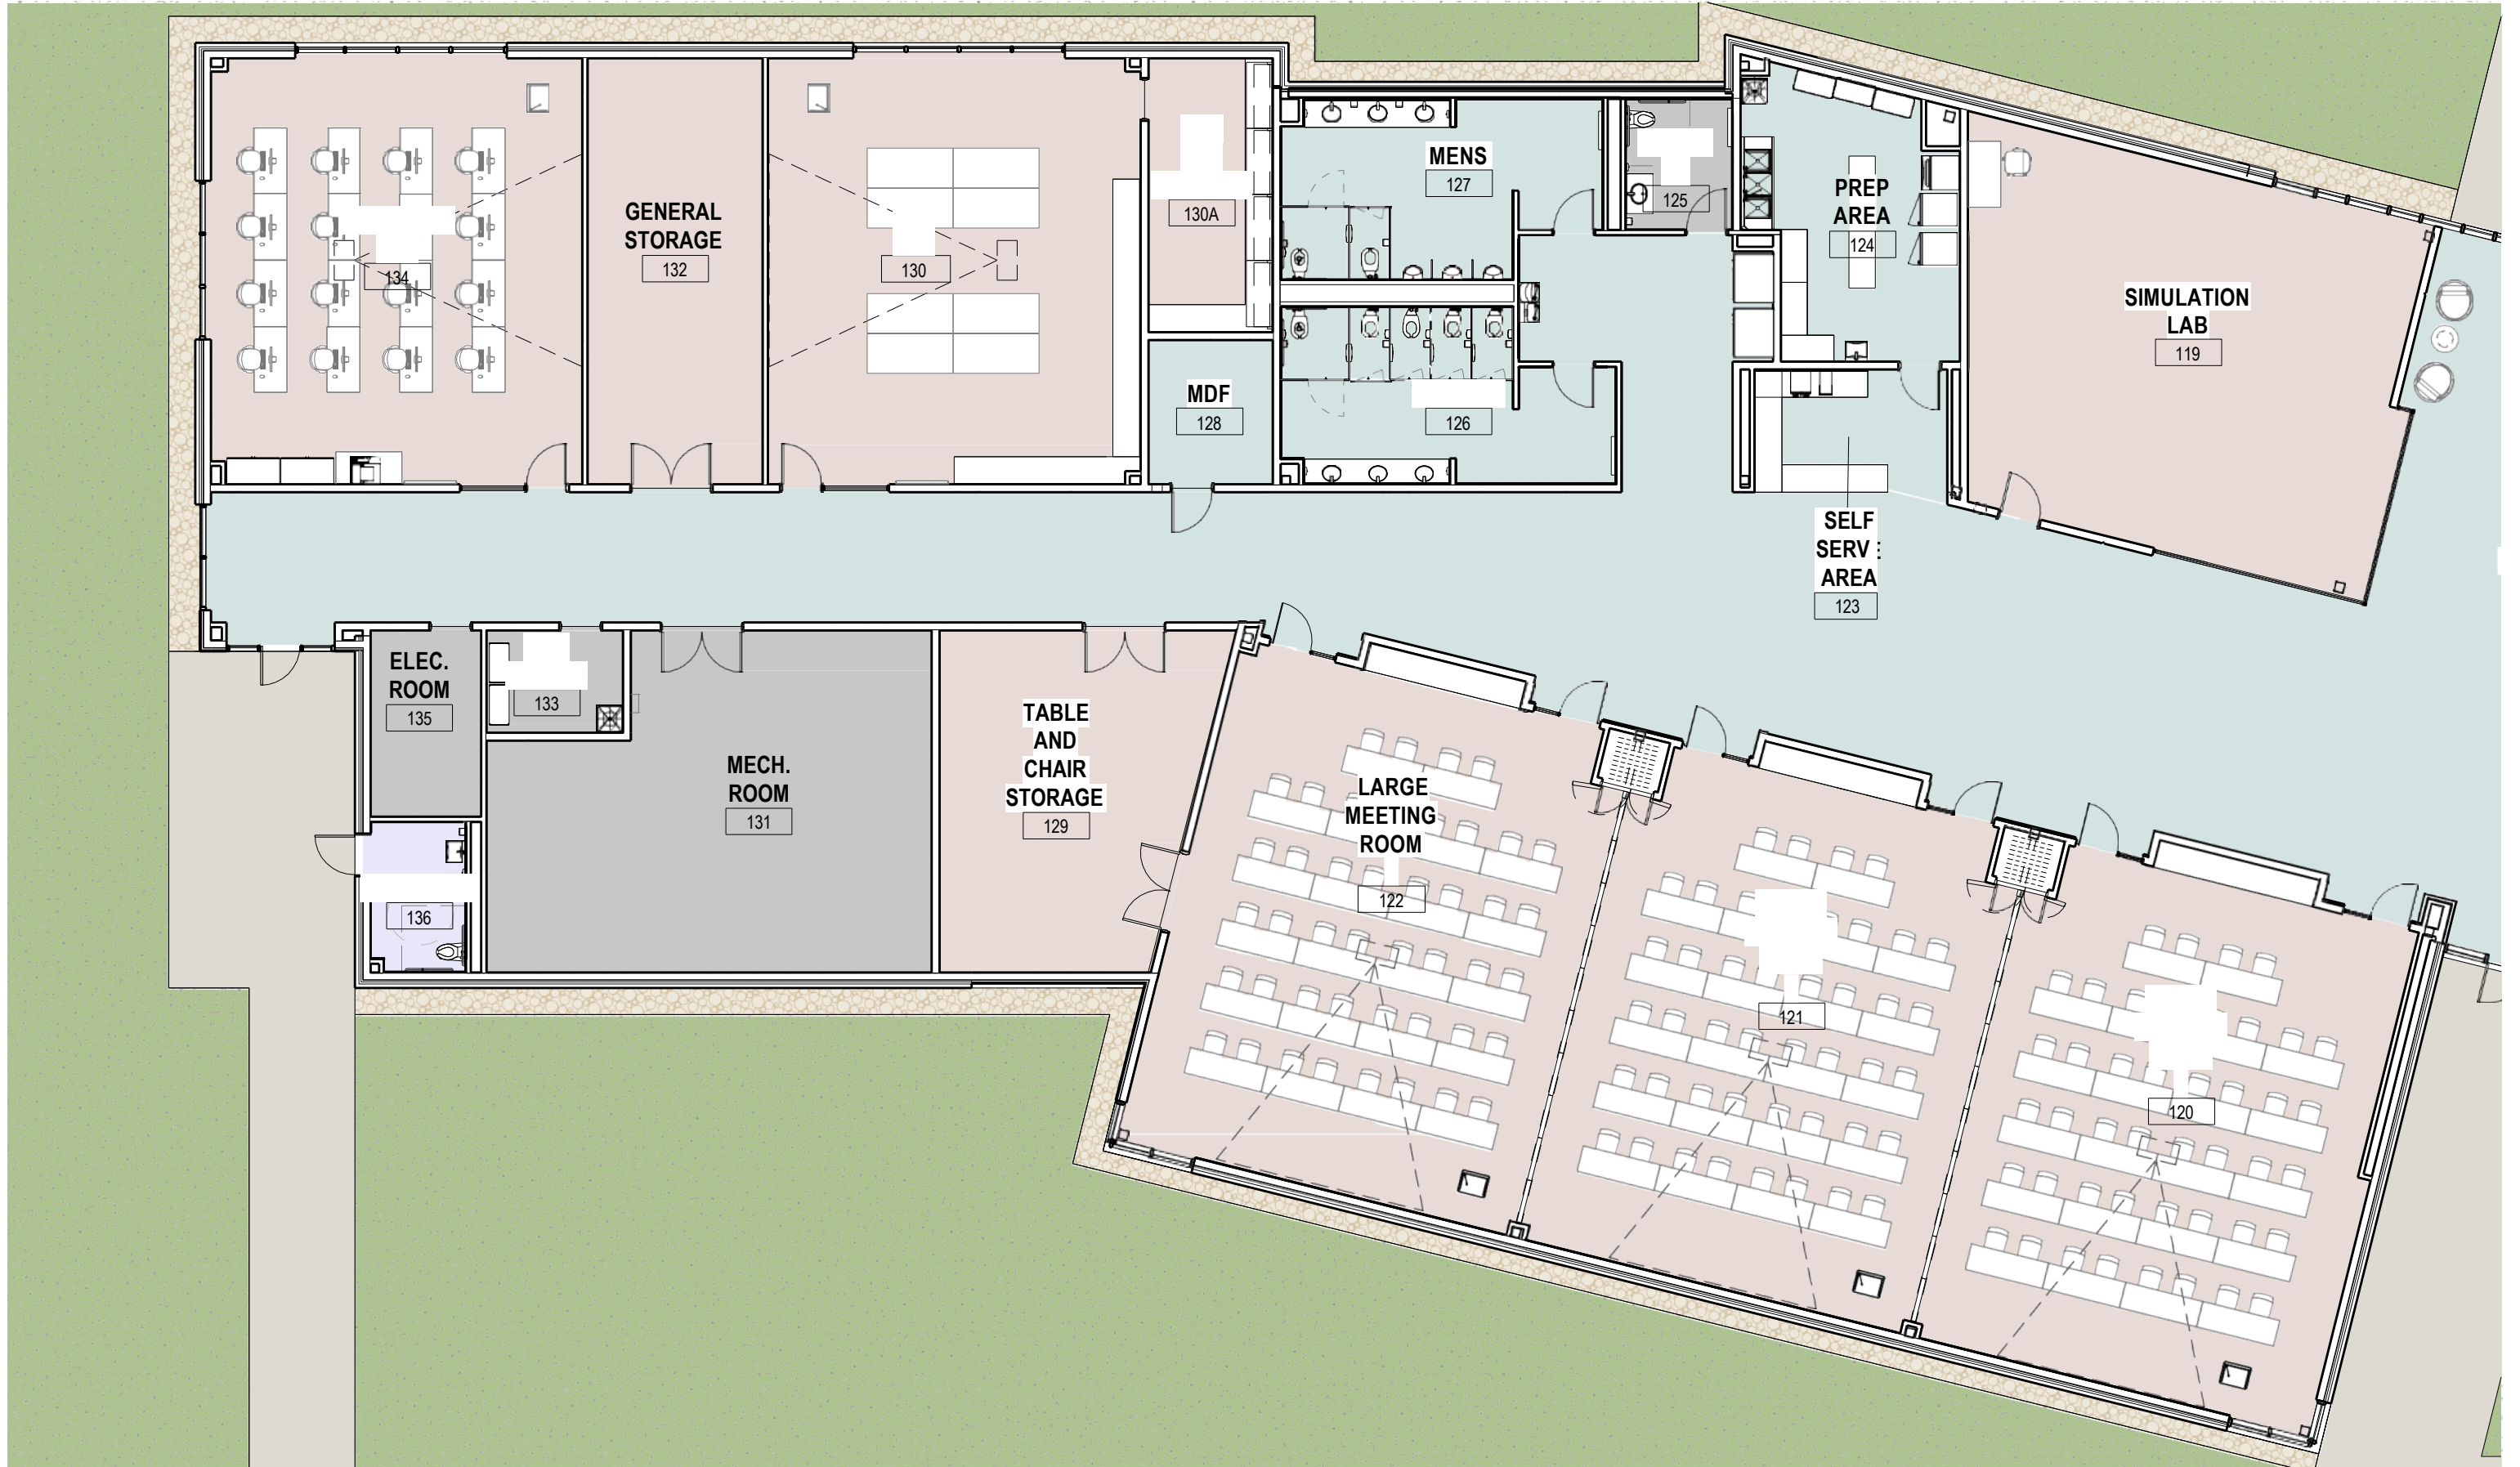 GENERAL
STORAGE
132
134
130
130A
MENS
127
125
PREP
AREA
124
SIMULATION
LAB
119
MDF
128
126
SELF
SERV
AREA
123
ELEC.
ROOM
135
133
MECH.
ROOM
131
TABLE
AND
CHAIR
STORAGE
129
LARGE
MEETING
ROOM
122
136
121
120